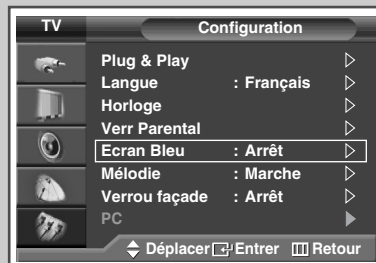 TV Configuration
Plug & Play
Langue : Français
Horloge
Verr Parental
Ecran Bleu : Arrêt
Mélodie : Marche
Verrou façade : Arrêt
PC
Déplacer Entrer Retour